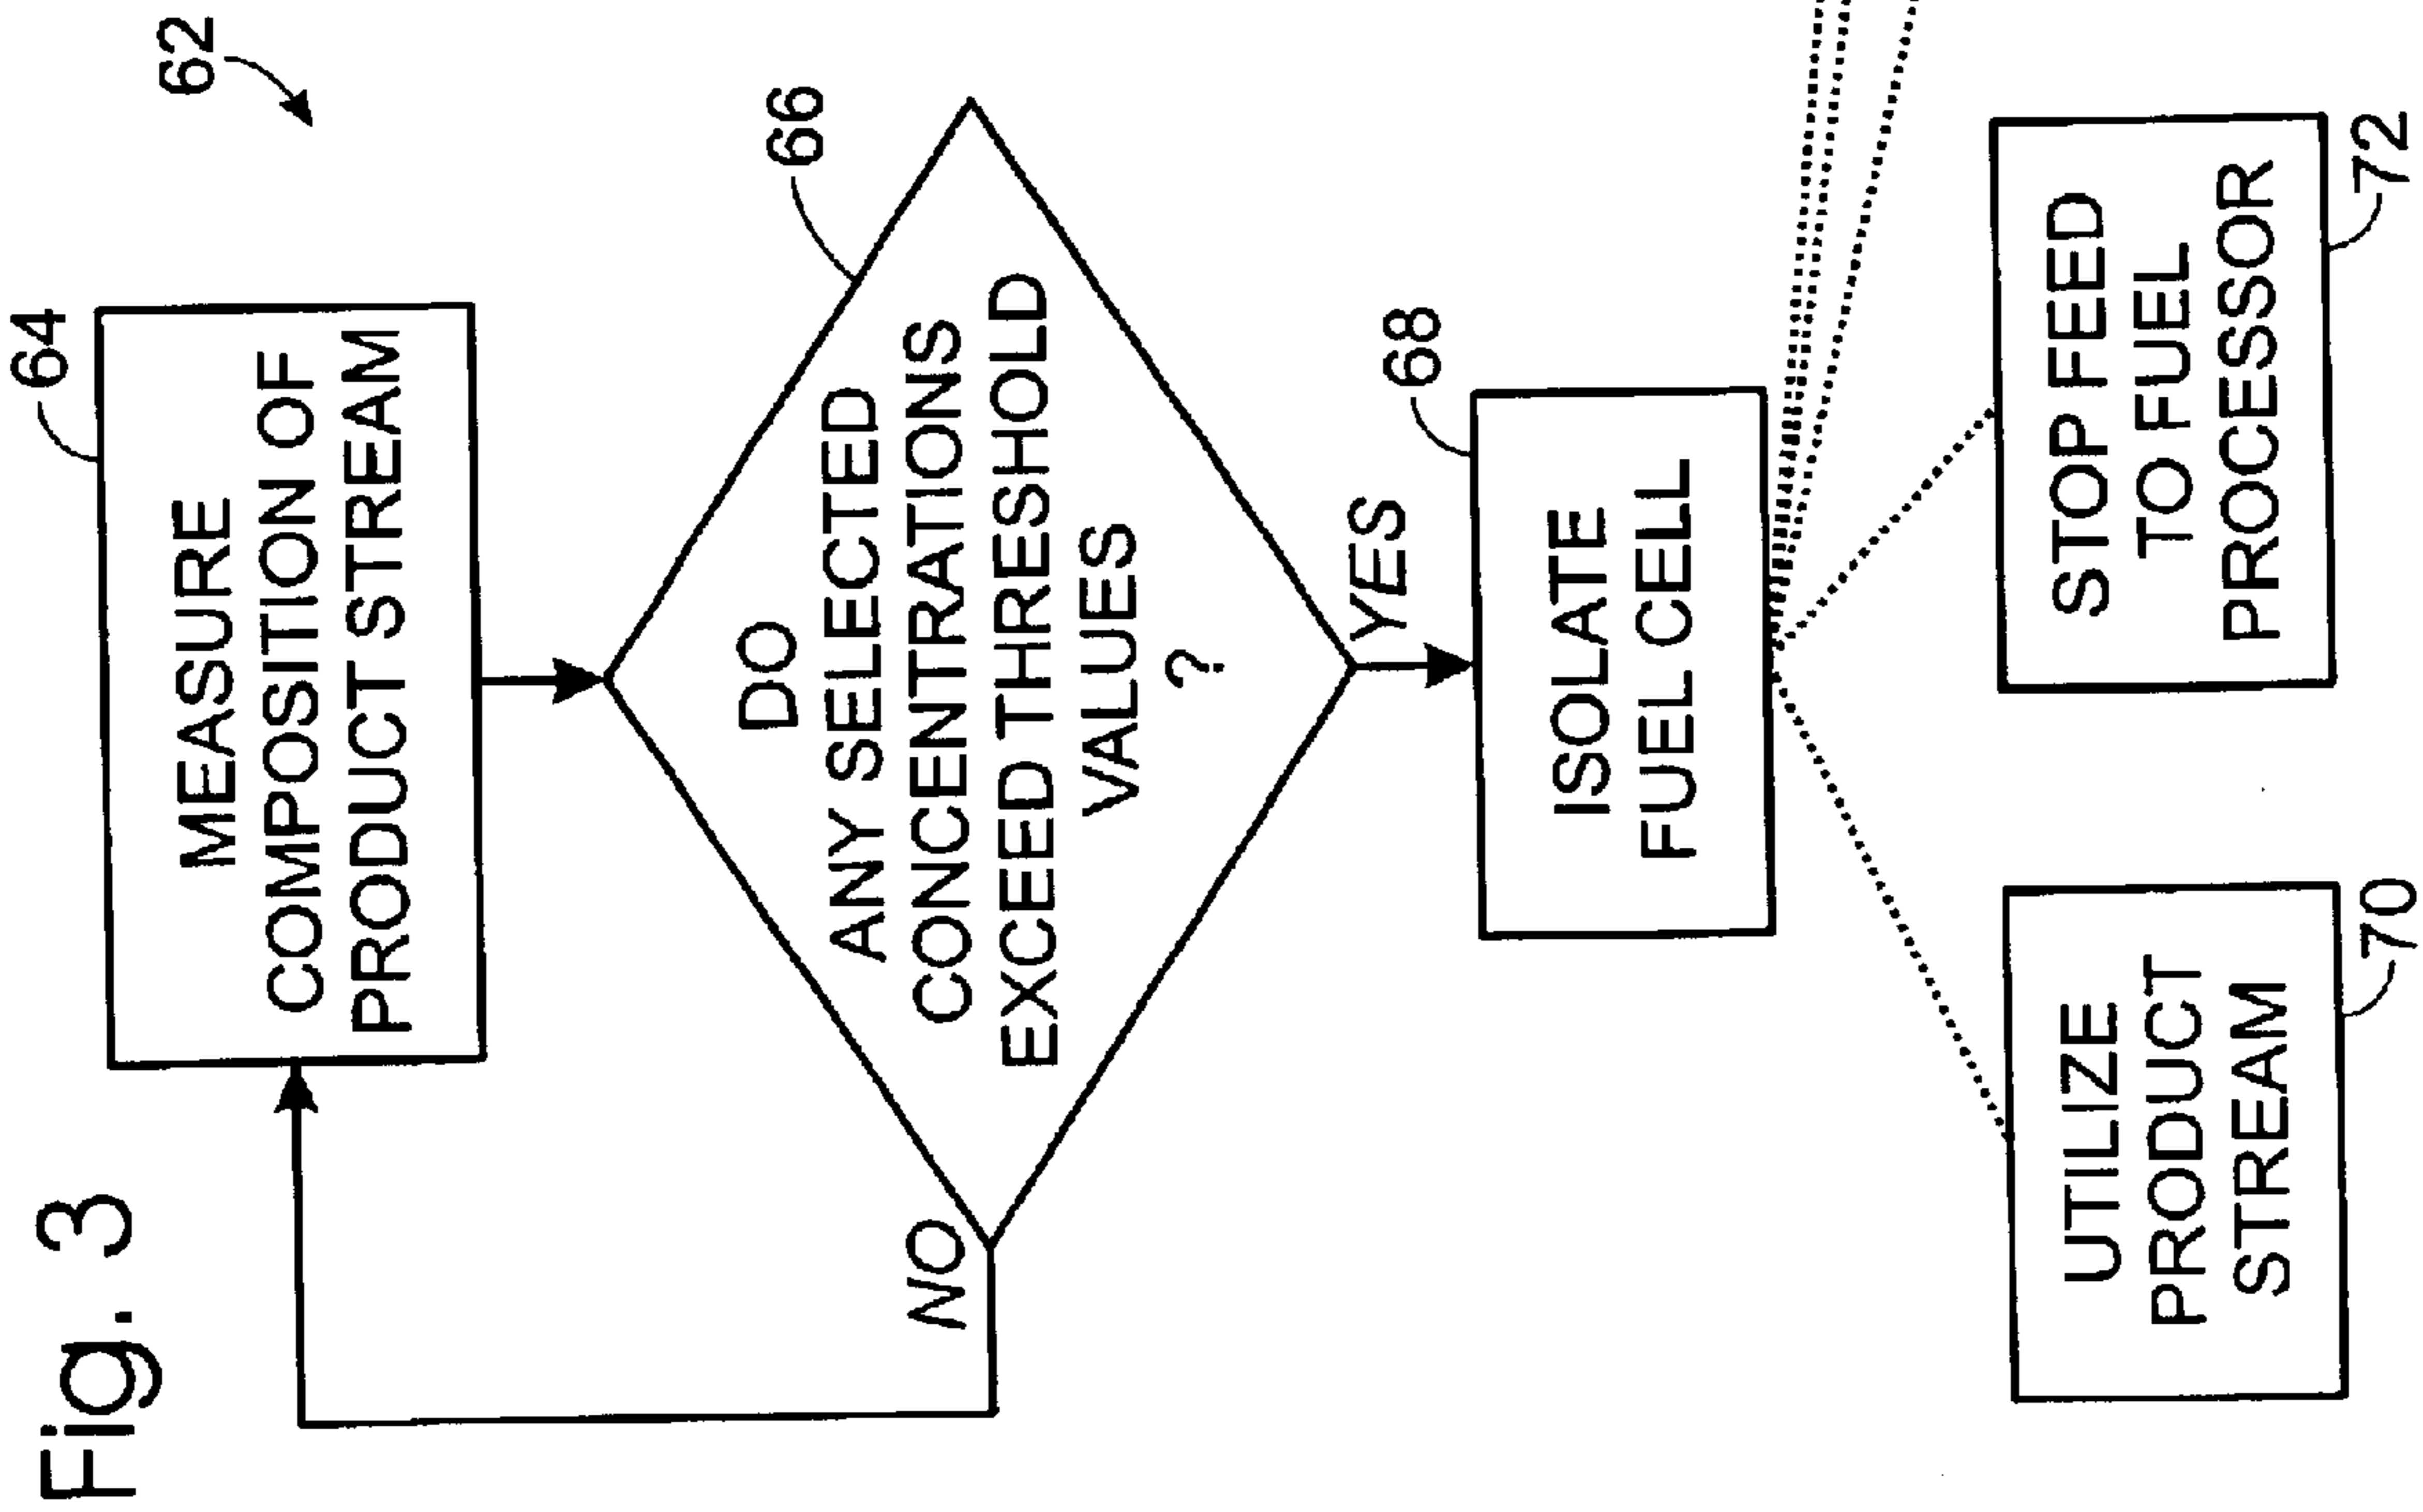 Fig. 3
62
64
MEASURE
COMPOSITION OF
PRODUCT STREAM
66
DO
ANY SELECTED
CONCENTRATIONS
EXCEED THRESHOLD
VALUES
?
NO
YES
68
ISOLATE
FUEL CELL
UTILIZE
PRODUCT
STREAM
70
STOP FEED
TO FUEL
PROCESSOR
72